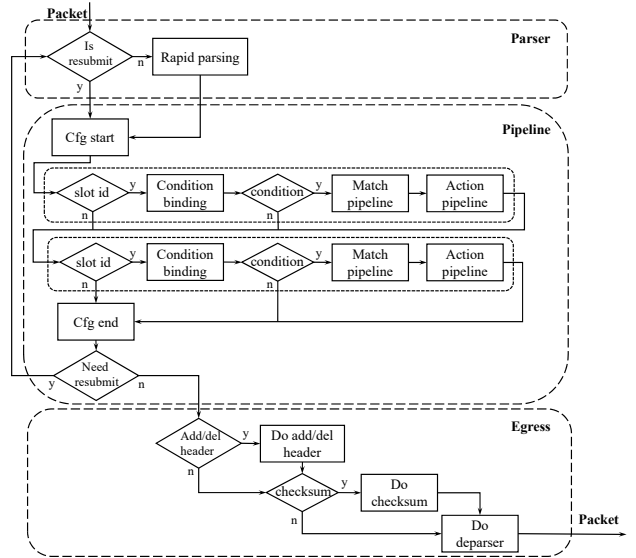 Packet
Parser
Is
resubmit
n
Rapid parsing
y
Cfg start
Pipeline
slot id
y
Condition
binding
condition
y
Match
pipeline
Action
pipeline
n
n
slot id
y
Condition
binding
condition
y
Match
pipeline
Action
pipeline
n
n
Cfg end
Need
resubmit
y
n
Egress
Add/del
header
y
Do add/del
header
n
checksum
y
Do
checksum
n
Do
deparser
Packet